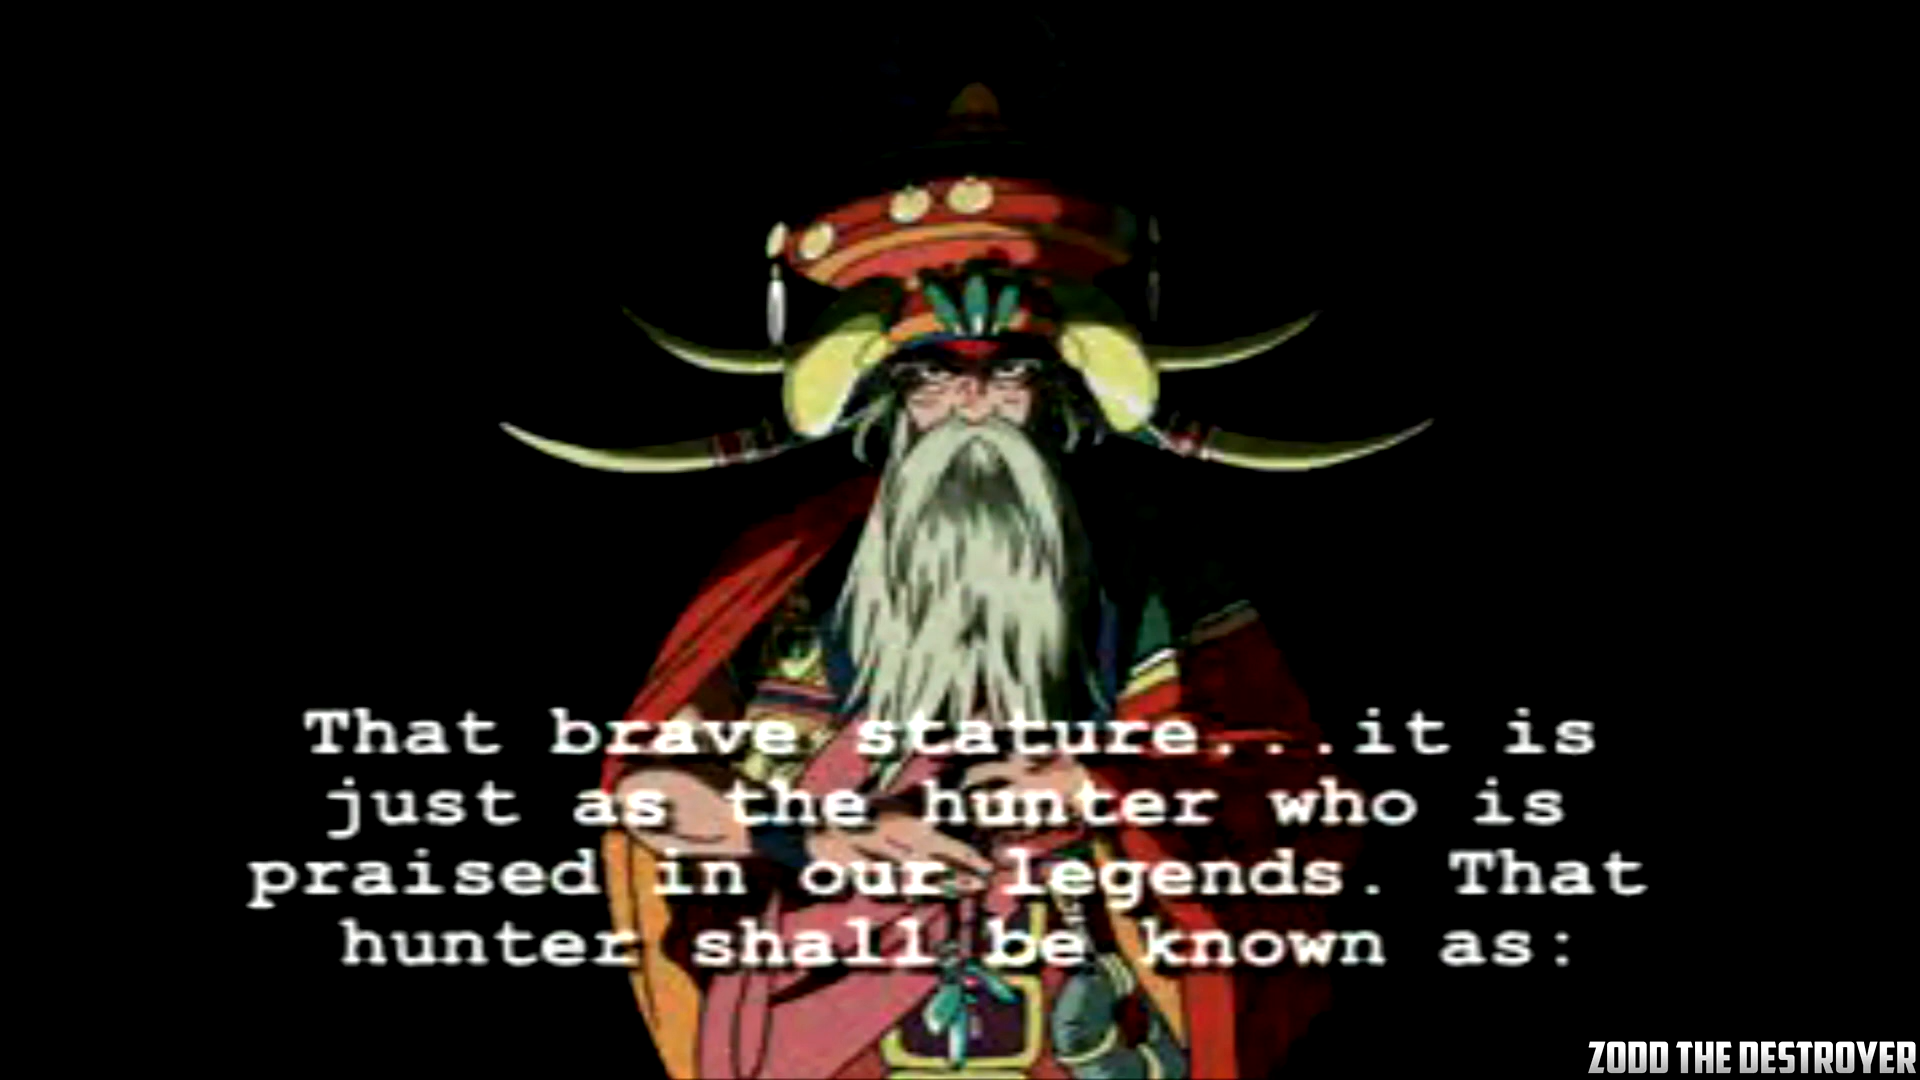 That brave stature...it is
just as the hunter who is
praised in our legends. That
hunter shall be known as:
ZODD THE DESTROYER